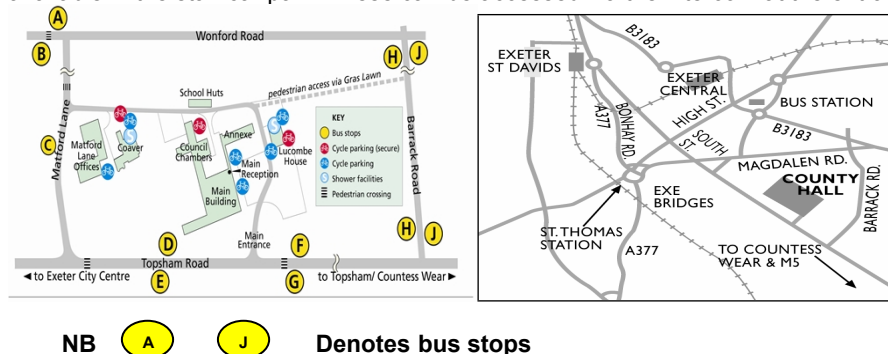 A
B
Wonford Road
H
J
School Huts
pedestrian access via Gras Lawn
KEY
Bus stops
Cycle parking (secure)
Cycle parking
Shower facilities
Pedestrian crossing
Matford Lane
C
Matford
Lane
Offices
Coaver
S
Council
Chambers
Annexe
S
Lucombe
House
Main
Reception
Main
Building
Barrack Road
D
Main
Entrance
F
H
J
Topsham Road
E
G
to Exeter City Centre
to Topsham/ Countess Wear
EXETER
ST DAVIDS
B3183
EXETER
CENTRAL
HIGH ST.
BUS STATION
A377
BONHAY RD.
SOUTH
ST.
B3183
MAGDALEN RD.
COUNTY
HALL
BARRACK RD.
EXE
BRIDGES
ST. THOMAS
STATION
A377
TO COUNTESS
WEAR & M5
NB A J Denotes bus stops